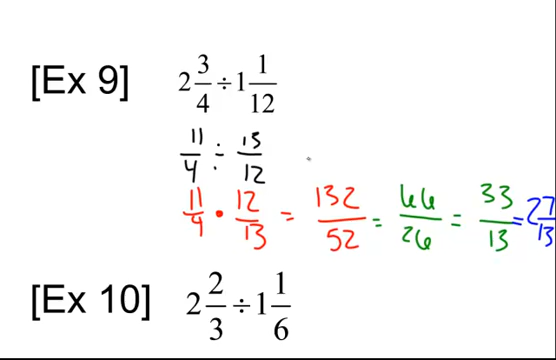 [Ex 9] 2 3/4 ÷ 1 1/12
11/4 ÷ 13/12
11/4 • 12/13 = 132/52 = 66/26 = 33/13 = 2 7/13
[Ex 10] 2 2/3 ÷ 1 1/6